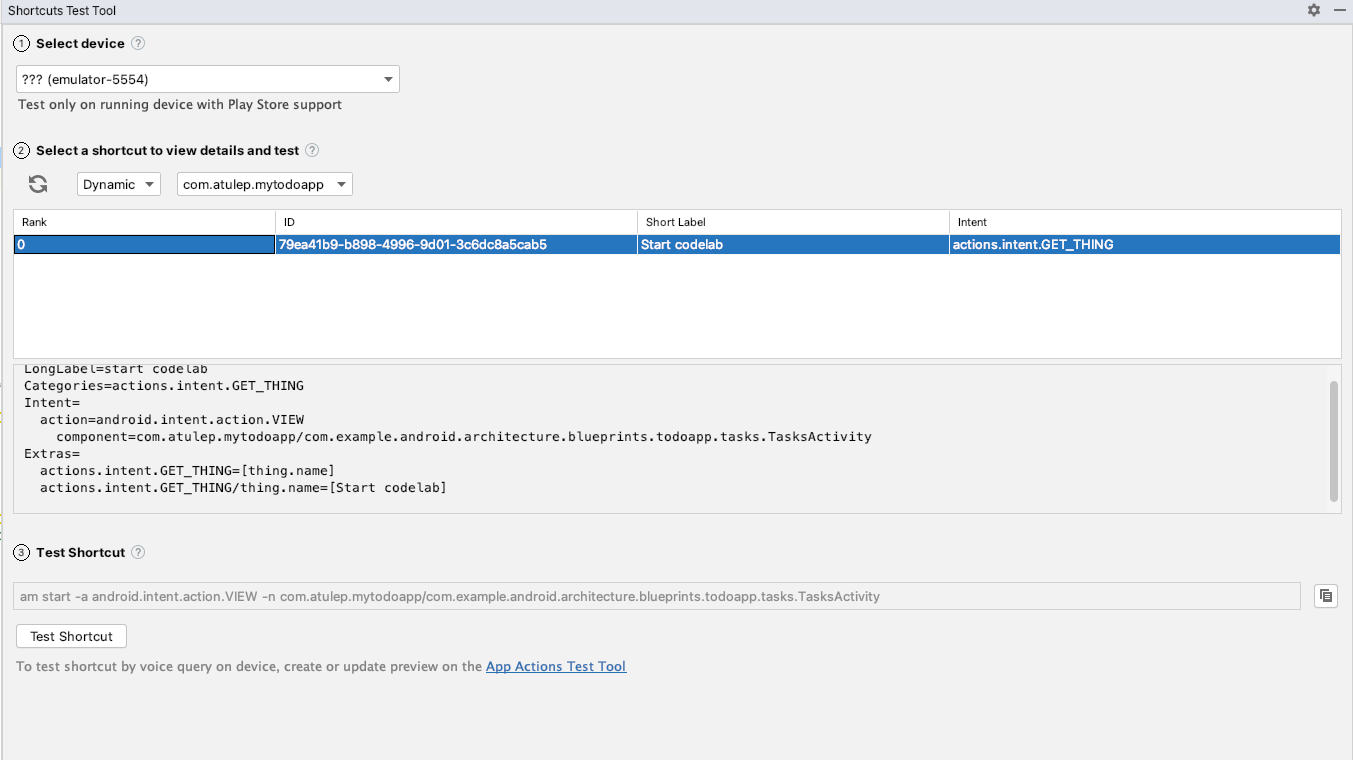 Shortcuts Test Tool
1 Select device ?
??? (emulator-5554)
Test only on running device with Play Store support
2 Select a shortcut to view details and test ?
Dynamic com.atulep.mytodoapp
Rank ID Short Label Intent
0 79ea41b9-b898-4996-9d01-3c6dc8a5cab5 Start codelab actions.intent.GET_THING
LongLabel=start codelab
Categories=actions.intent.GET_THING
Intent=
action=android.intent.action.VIEW
component=com.atulep.mytodoapp/com.example.android.architecture.blueprints.todoapp.tasks.TasksActivity
Extras=
actions.intent.GET_THING=[thing.name]
actions.intent.GET_THING/thing.name=[Start codelab]
3 Test Shortcut ?
am start -a android.intent.action.VIEW -n com.atulep.mytodoapp/com.example.android.architecture.blueprints.todoapp.tasks.TasksActivity
Test Shortcut
To test shortcut by voice query on device, create or update preview on the App Actions Test Tool